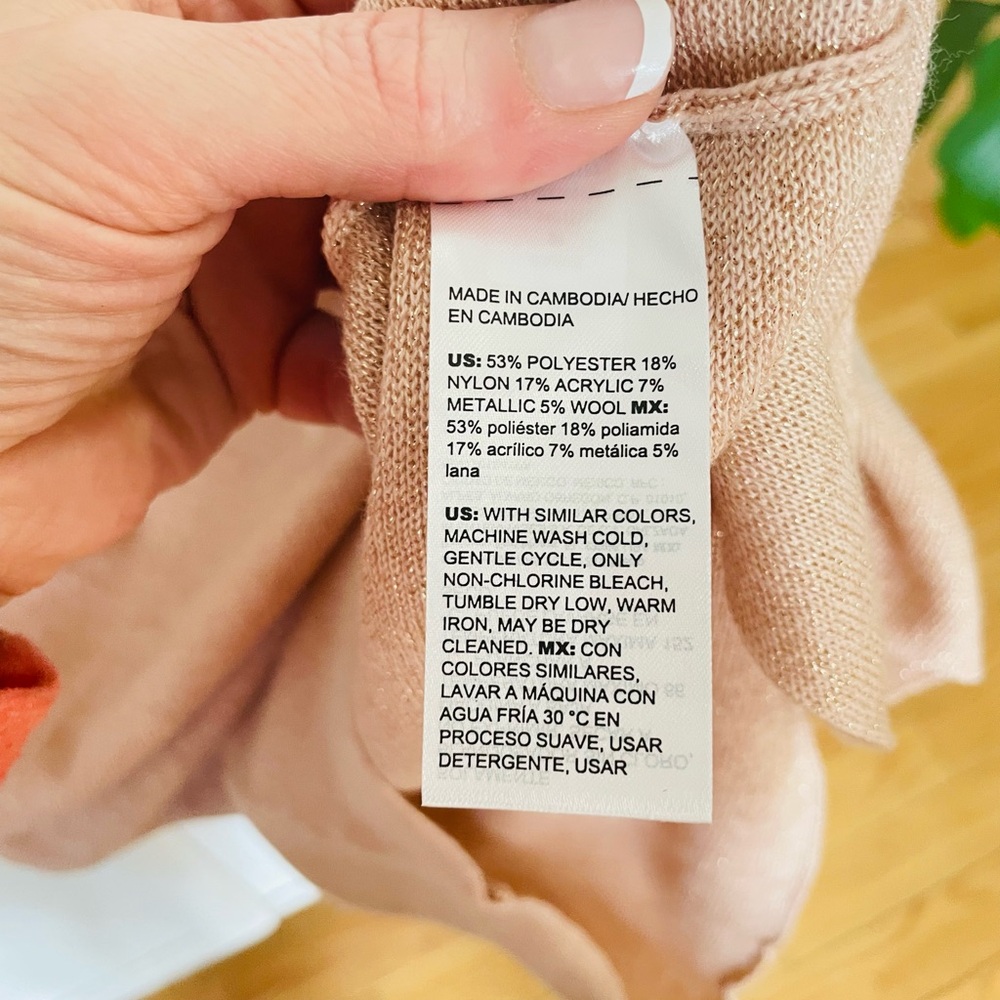 MADE IN CAMBODIA/ HECHO
EN CAMBODIA
US: 53% POLYESTER 18%
NYLON 17% ACRYLIC 7%
METALLIC 5% WOOL MX:
53% poliéster 18% poliamida
17% acrílico 7% metálica 5%
lana
US: WITH SIMILAR COLORS,
MACHINE WASH COLD,
GENTLE CYCLE, ONLY
NON-CHLORINE BLEACH,
TUMBLE DRY LOW, WARM
IRON, MAY BE DRY
CLEANED. MX: CON
COLORES SIMILARES,
LAVAR A MÁQUINA CON
AGUA FRÍA 30 °C EN
PROCESO SUAVE, USAR
DETERGENTE, USAR